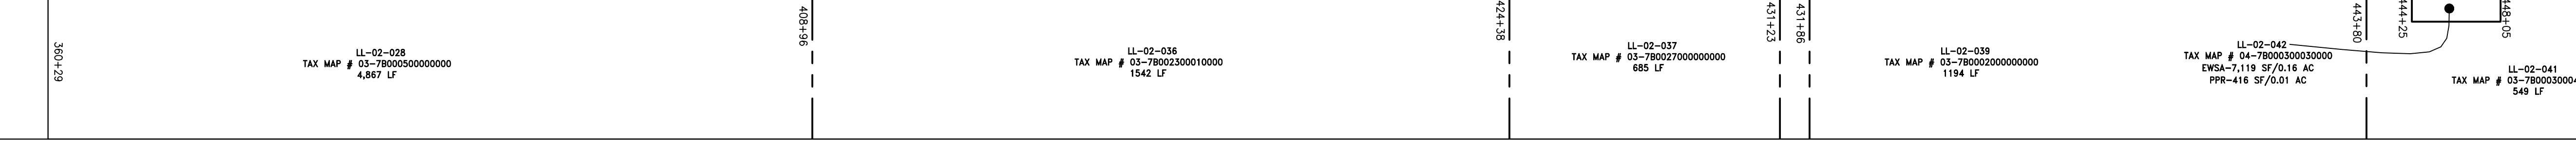 360+29
LL-02-028
TAX MAP # 03-7B000500000000
4,867 LF
408+96
LL-02-036
TAX MAP # 03-7B002300010000
1542 LF
424+38
LL-02-037
TAX MAP # 03-7B0027000000000
685 LF
431+23
431+86
LL-02-039
TAX MAP # 03-7B0002000000000
1194 LF
LL-02-042
TAX MAP # 04-7B000300030000
EWSA-7,119 SF/0.16 AC
PPR-416 SF/0.01 AC
443+80
444+25
448+05
LL-02-041
TAX MAP # 03-7B00030004
549 LF